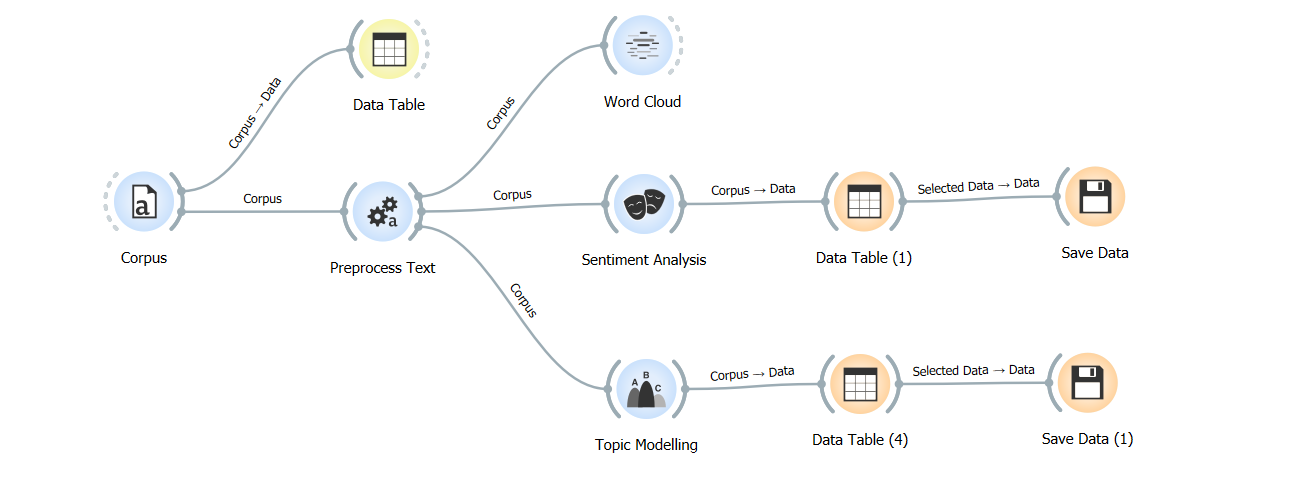 Data Table
Word Cloud
Corpus → Data
Corpus
a
Corpus
Corpus
a
Preprocess Text
Corpus
Sentiment Analysis
Corpus → Data
Data Table (1)
Selected Data → Data
Save Data
Corpus
A B C
Topic Modelling
Corpus → Data
Data Table (4)
Selected Data → Data
Save Data (1)